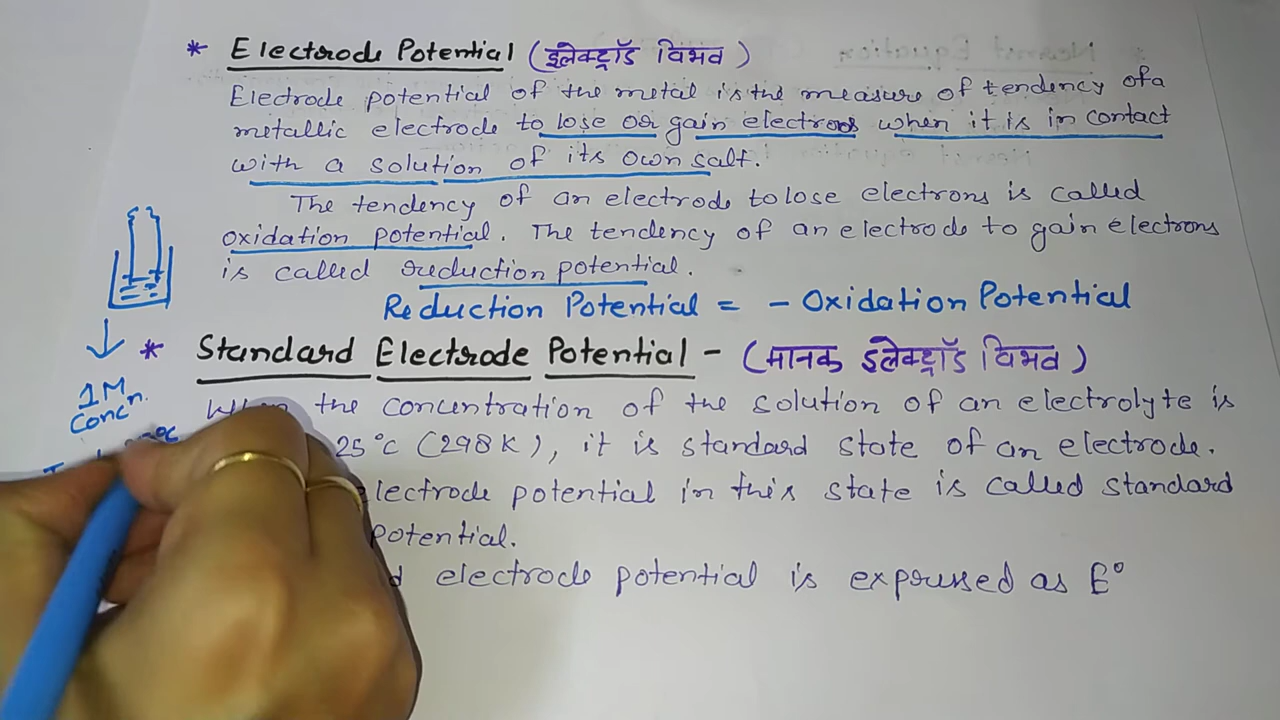 * Electrode Potential (इलेक्ट्रॉड विभव)
Electrode potential of the metal is the measure of tendency of a
metallic electrode to lose or gain electrons when it is in contact
with a solution of its own salt.
The tendency of an electrode to lose electrons is called
oxidation potential. The tendency of an electrode to gain electrons
is called reduction potential.
Reduction Potential = - Oxidation Potential
* Standard Electrode Potential - (मानक इलेक्ट्रॉड विभव)
1M
Concn.
When the concentration of the solution of an electrolyte is
25°C (298K), it is standard state of an electrode.
electrode potential in this state is called standard
potential.
electrode potential is expressed as E°